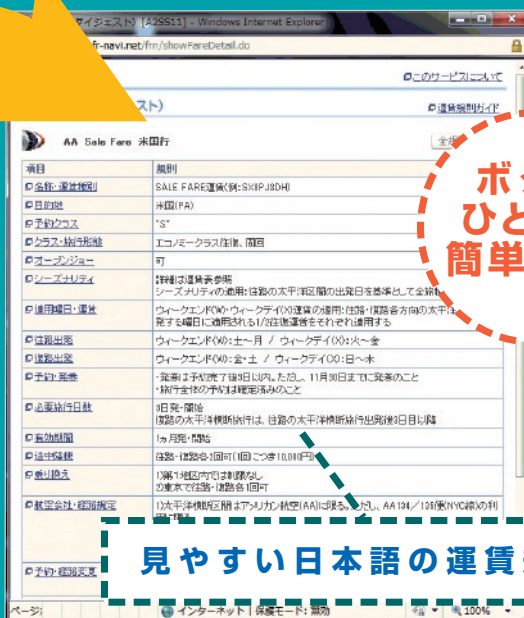 イジェスト) [A2SS11] - Windows Internet Explorer
fr-navi.net/frn/showFareDetail.do
このサービスについて
スト)
運賃規則ガイド
AA Sale Fare 米国行
項目 規則
名称・運賃種別 SALE FARE運賃(例:SXIPJSDH)
目的地 米国(PA)
予約クラス "S"
クラス・旅行形態 エコノミークラス往復、周回
オープンジョー 可
シーズナリティ 詳細は運賃表参照
シーズナリティの適用:往路の太平洋区間の出発日を基準として全旅
適用曜日・運賃 ウィークエンド(W)・ウィークデイ(X)運賃の適用:往路・復路各方向の太平洋
発する曜日に適用される1/2往復運賃をそれぞれ適用する
往路出発 ウィークエンド(W):土~月 / ウィークデイ(X):火~金
復路出発 ウィークエンド(W):金・土 / ウィークデイ(X):日~木
予約・発券 ・発券は予約完了後3日以内。ただし、11月30日までに発券のこと
・旅行全体の予約は確定済みのこと
必要旅行日数 3日発・開始
復路の太平洋横断旅行は、往路の太平洋横断旅行出発後3日目以降
有効期間 1ヵ月発・開始
途中降機 往路・復路各1回可(1回につき10,000円)
乗り換え 1)第1地区内では制限なし
2)東京で往路・復路各1回可
航空会社・経路規定 1)太平洋横断区間はアメリカン航空(AA)に限る。ただし、AA
予約・経路変更
ボ
ひと
簡単
見やすい日本語の運賃
ページ
インターネット | 保護モード: 無効
100%